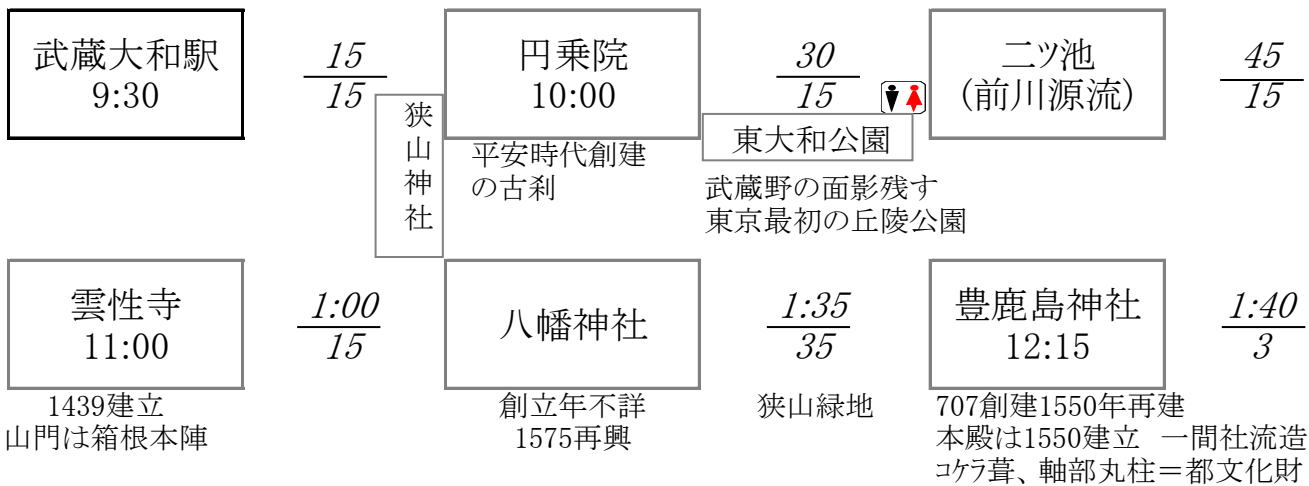 武蔵大和駅
9:30
15
15
狭山神社
円乗院
10:00
平安時代創建
の古刹
30
15
東大和公園
武蔵野の面影残す
東京最初の丘陵公園
二ツ池
(前川源流)
45
15
雲性寺
11:00
1439建立
山門は箱根本陣
1:00
15
八幡神社
創立年不詳
1575再興
1:35
35
狭山緑地
豊鹿島神社
12:15
707創建1550年再建
本殿は1550建立 一間社流造
コケラ葺、軸部丸柱＝都文化財
1:40
3